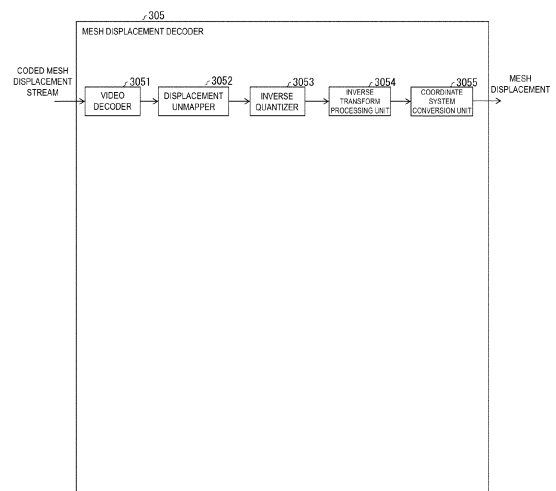 305
MESH DISPLACEMENT DECODER
CODED MESH
DISPLACEMENT
STREAM
3051
VIDEO
DECODER
3052
DISPLACEMENT
UNMAPPER
3053
INVERSE
QUANTIZER
3054
INVERSE
TRANSFORM
PROCESSING UNIT
3055
COORDINATE
SYSTEM
CONVERSION UNIT
MESH
DISPLACEMENT